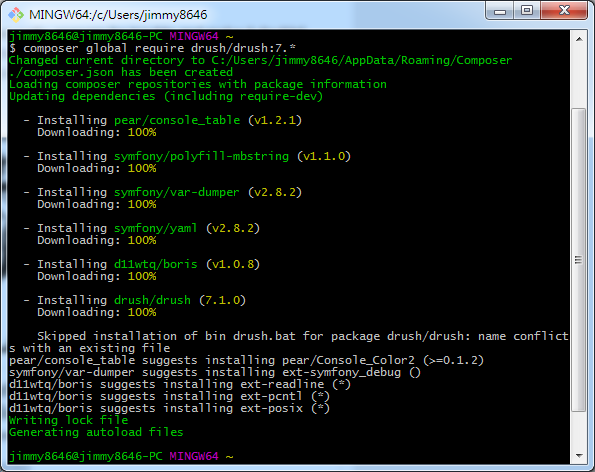 MINGW64:/c/Users/jimmy8646
jimmy8646@jimmy8646-PC MINGW64 ~
$ composer global require drush/drush:7.*
Changed current directory to C:/Users/jimmy8646/AppData/Roaming/Composer
./composer.json has been created
Loading composer repositories with package information
Updating dependencies (including require-dev)
- Installing pear/console_table (v1.2.1)
Downloading: 100%
- Installing symfony/polyfill-mbstring (v1.1.0)
Downloading: 100%
- Installing symfony/var-dumper (v2.8.2)
Downloading: 100%
- Installing symfony/yaml (v2.8.2)
Downloading: 100%
- Installing d11wtq/boris (v1.0.8)
Downloading: 100%
- Installing drush/drush (7.1.0)
Downloading: 100%
Skipped installation of bin drush.bat for package drush/drush: name conflict
s with an existing file
pear/console_table suggests installing pear/Console_Color2 (>=0.1.2)
symfony/var-dumper suggests installing ext-symfony_debug ()
d11wtq/boris suggests installing ext-readline (*)
d11wtq/boris suggests installing ext-pcntl (*)
d11wtq/boris suggests installing ext-posix (*)
Writing lock file
Generating autoload files
jimmy8646@jimmy8646-PC MINGW64 ~